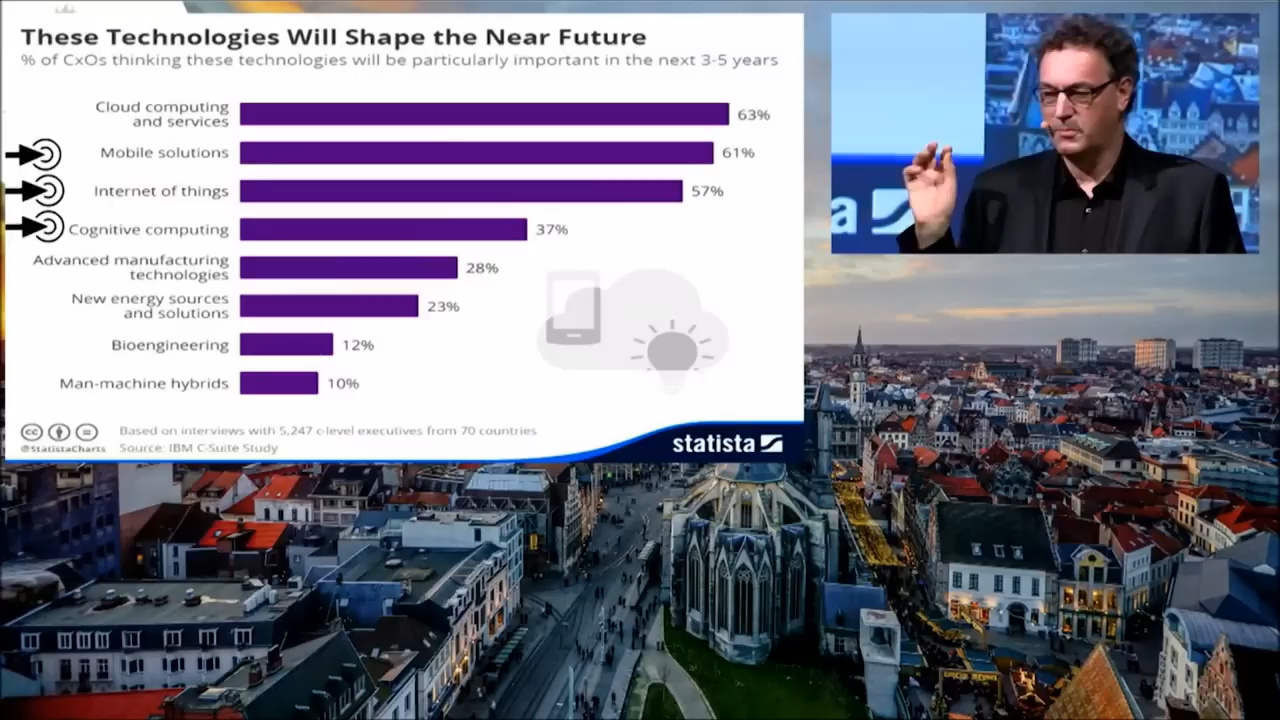 These Technologies Will Shape the Near Future
% of CxOs thinking these technologies will be particularly important in the next 3-5 years
Cloud computing
and services
63%
Mobile solutions
61%
Internet of things
57%
Cognitive computing
37%
Advanced manufacturing
technologies
28%
New energy sources
and solutions
23%
Bioengineering
12%
Man-machine hybrids
10%
cc
@StatistaCharts
Based on interviews with 5,247 c-level executives from 70 countries
Source: IBM C-Suite Study
statista
a